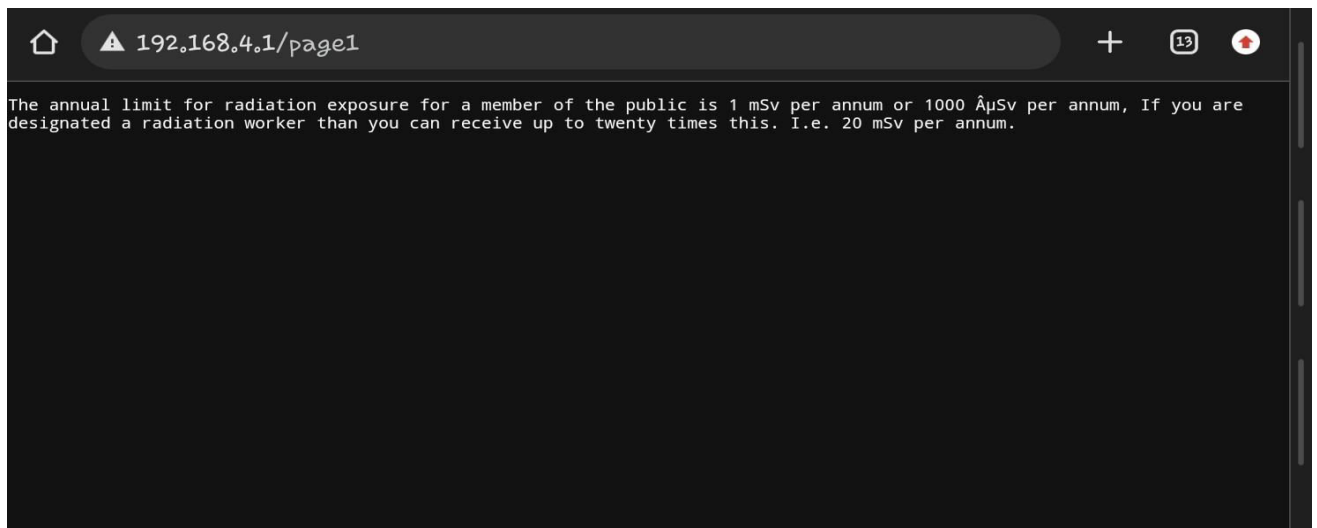 192.168.4.1/page1
13
The annual limit for radiation exposure for a member of the public is 1 mSv per annum or 1000 ÂµSv per annum, If you are
designated a radiation worker than you can receive up to twenty times this. I.e. 20 mSv per annum.